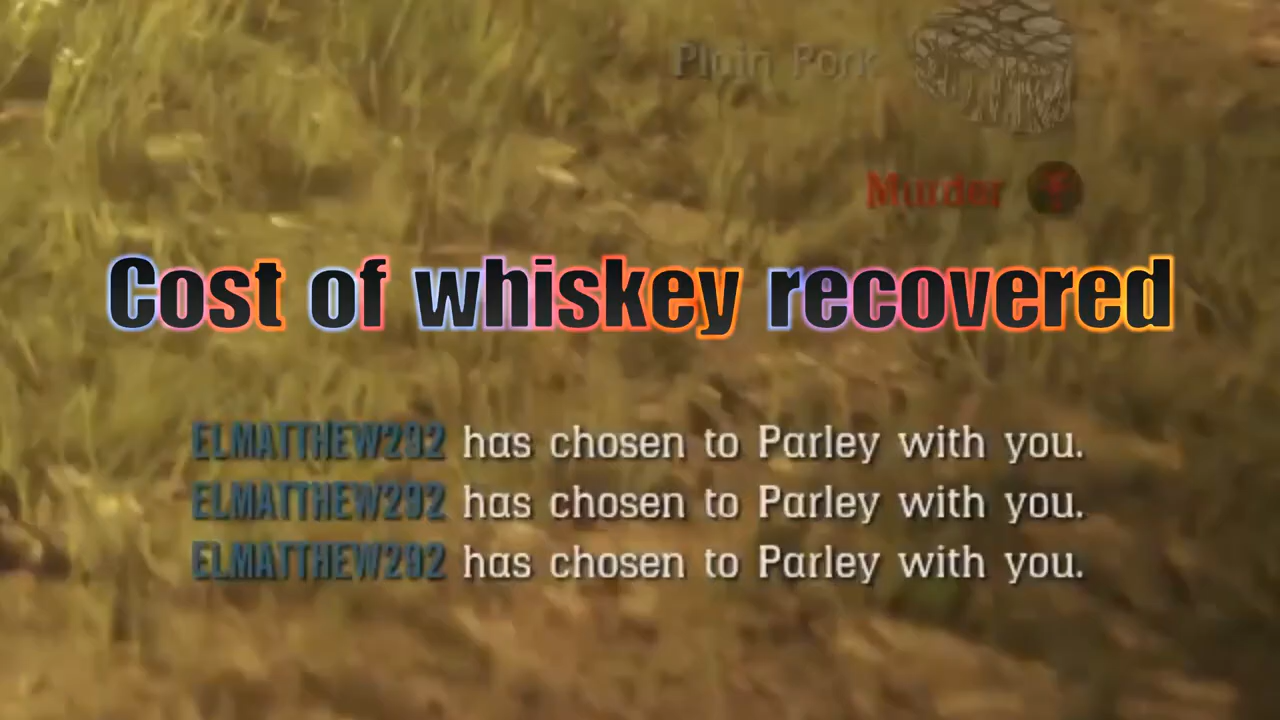 Plain Pork
Murder
Cost of whiskey recovered
ELMATTHEW292 has chosen to Parley with you.
ELMATTHEW292 has chosen to Parley with you.
ELMATTHEW292 has chosen to Parley with you.